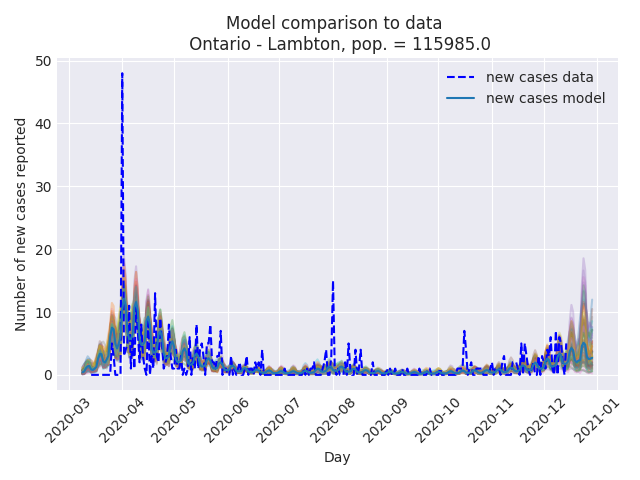 Model comparison to data
Ontario - Lambton, pop. = 115985.0
new cases data
new cases model
Number of new cases reported
50
40
30
20
10
0
2020-03
2020-04
2020-05
2020-06
2020-07
2020-08
2020-09
2020-10
2020-11
2020-12
2021-01
Day